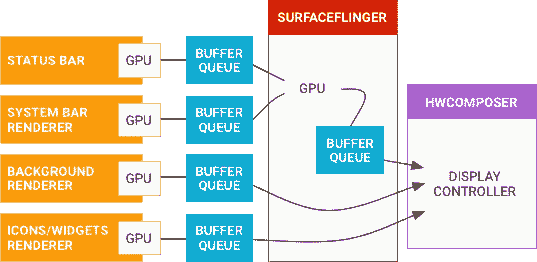 SURFACEFLINGER
STATUS BAR
GPU
BUFFER
QUEUE
SYSTEM BAR
RENDERER
GPU
BUFFER
QUEUE
GPU
BUFFER
QUEUE
HWCOMPOSER
DISPLAY
CONTROLLER
BACKGROUND
RENDERER
GPU
BUFFER
QUEUE
ICONS/WIDGETS
RENDERER
GPU
BUFFER
QUEUE